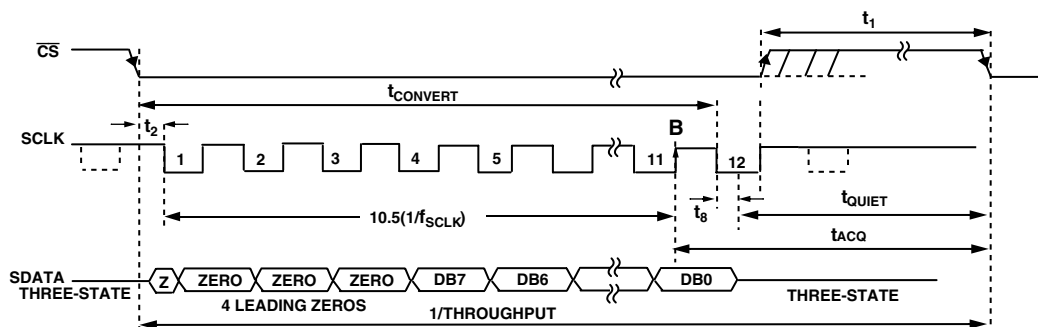 t1
CS
tCONVERT
t2
B
SCLK
1 2 3 4 5 11 12
t8
tQUIET
10.5(1/fSCLK)
tACQ
SDATA Z ZERO ZERO ZERO DB7 DB6 DB0
THREE-STATE THREE-STATE
4 LEADING ZEROS
1/THROUGHPUT